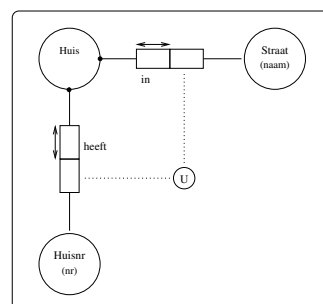 Huis
Straat
(naam)
in
heeft
U
Huisnr
(nr)